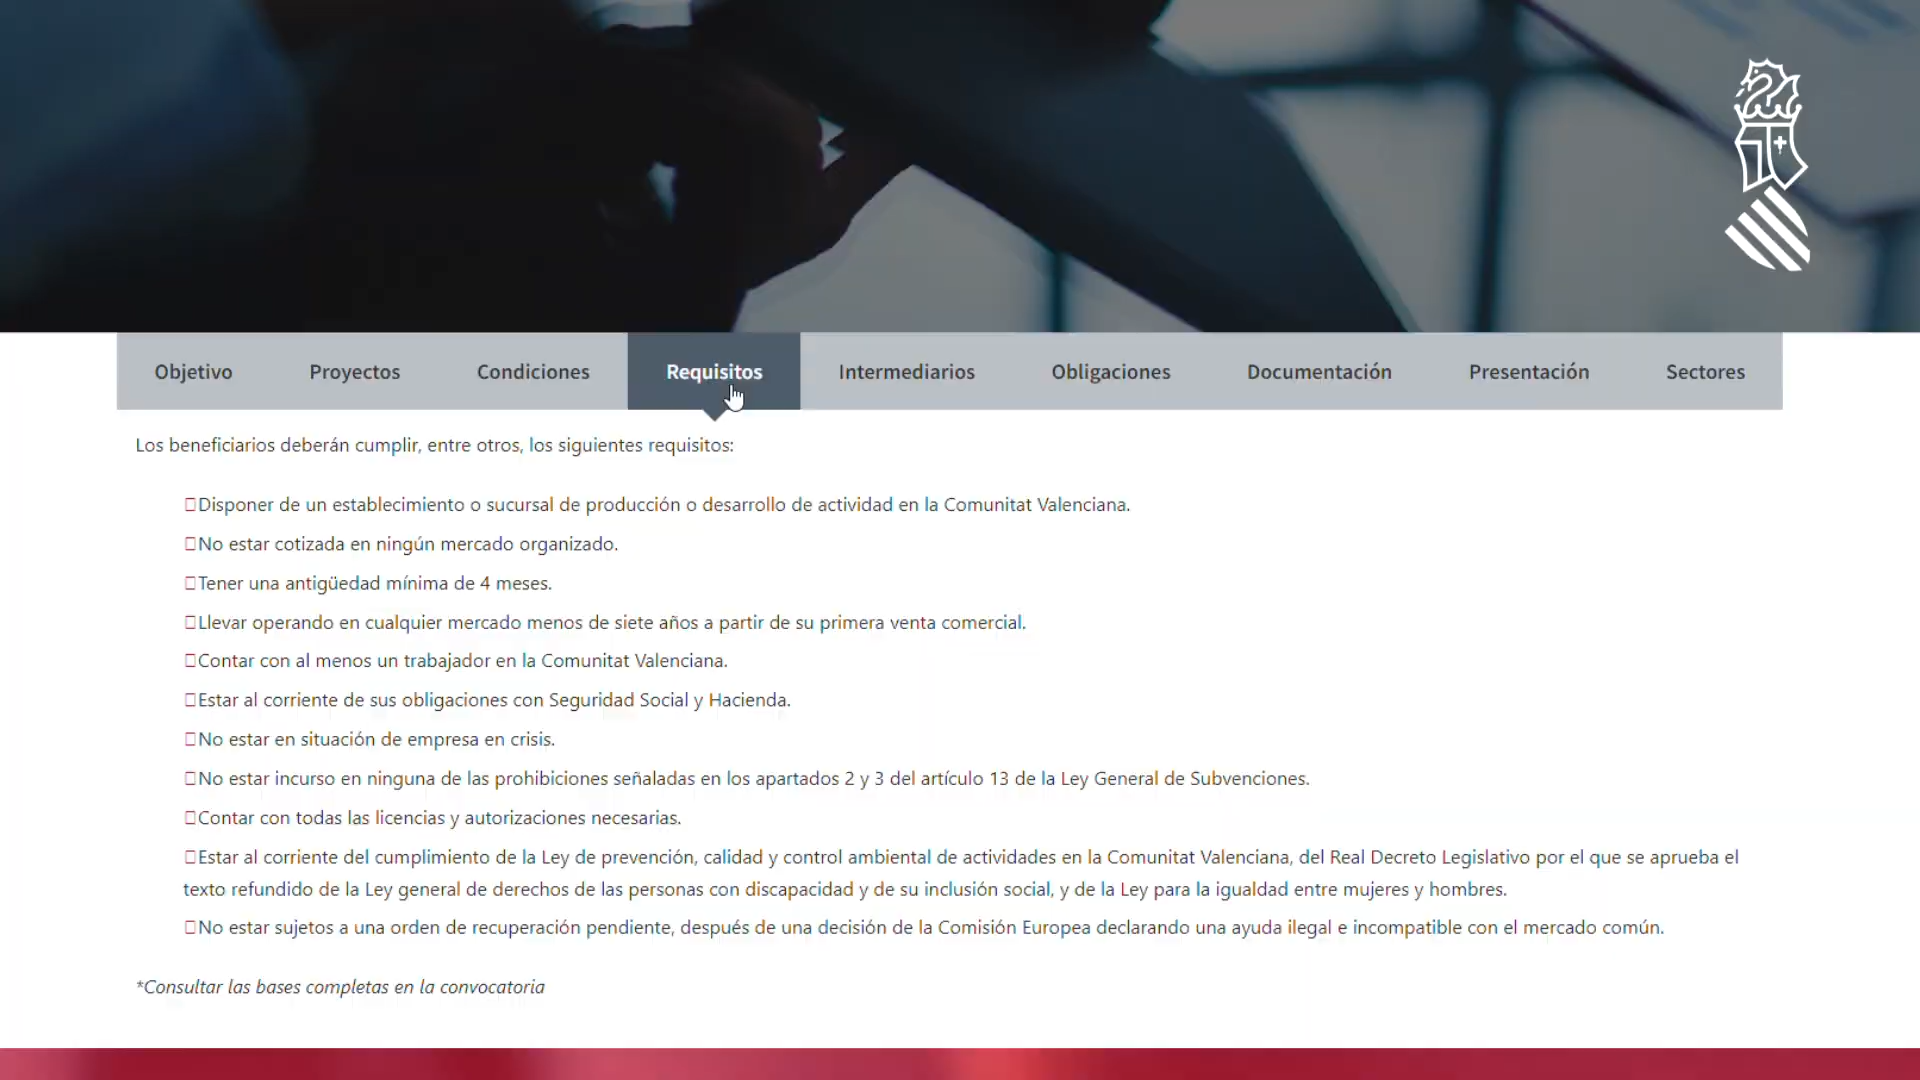 Objetivo
Proyectos
Condiciones
Requisitos
Intermediarios
Obligaciones
Documentación
Presentación
Sectores
Los beneficiarios deberán cumplir, entre otros, los siguientes requisitos:
Disponer de un establecimiento o sucursal de producción o desarrollo de actividad en la Comunitat Valenciana.
No estar cotizada en ningún mercado organizado.
Tener una antigüedad mínima de 4 meses.
Llevar operando en cualquier mercado menos de siete años a partir de su primera venta comercial.
Contar con al menos un trabajador en la Comunitat Valenciana.
Estar al corriente de sus obligaciones con Seguridad Social y Hacienda.
No estar en situación de empresa en crisis.
No estar incurso en ninguna de las prohibiciones señaladas en los apartados 2 y 3 del artículo 13 de la Ley General de Subvenciones.
Contar con todas las licencias y autorizaciones necesarias.
Estar al corriente del cumplimiento de la Ley de prevención, calidad y control ambiental de actividades en la Comunitat Valenciana, del Real Decreto Legislativo por el que se aprueba el
texto refundido de la Ley general de derechos de las personas con discapacidad y de su inclusión social, y de la Ley para la igualdad entre mujeres y hombres.
No estar sujetos a una orden de recuperación pendiente, después de una decisión de la Comisión Europea declarando una ayuda ilegal e incompatible con el mercado común.
*Consultar las bases completas en la convocatoria